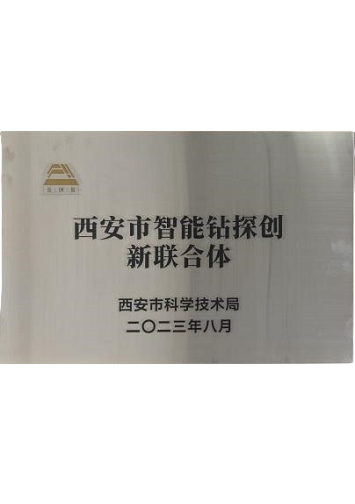 西安市智能钻探创
新联合体
西安市科学技术局
二〇二三年八月